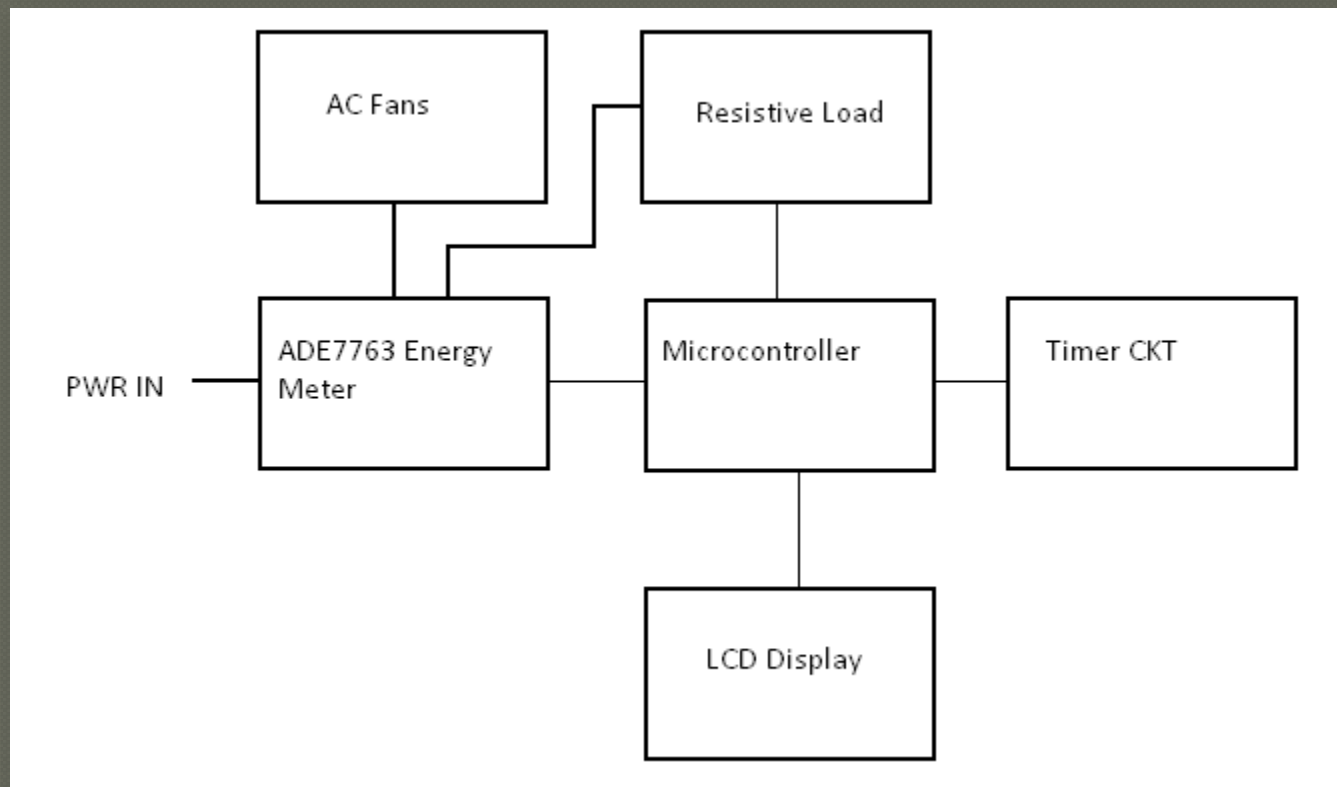 AC Fans
Resistive Load
ADE7763 Energy
Meter
Microcontroller
Timer CKT
PWR IN
LCD Display